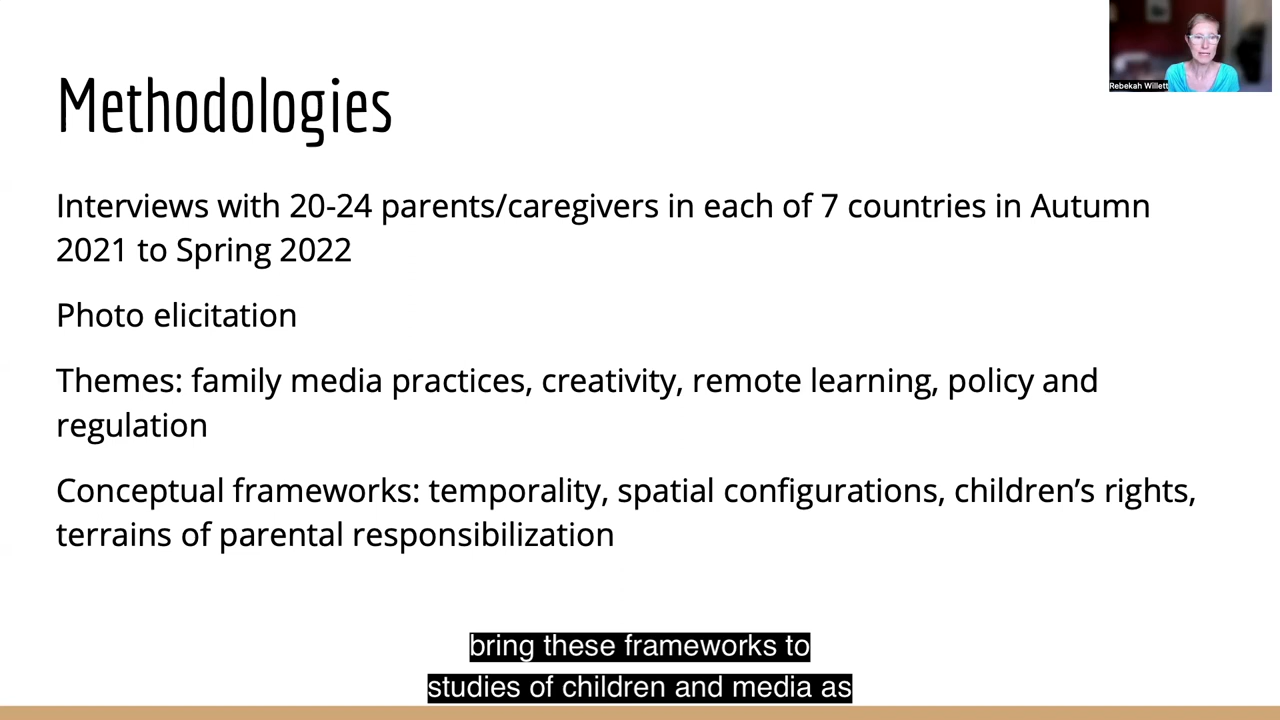 Methodologies
Rebekah Willett
Interviews with 20-24 parents/caregivers in each of 7 countries in Autumn
2021 to Spring 2022
Photo elicitation
Themes: family media practices, creativity, remote learning, policy and
regulation
Conceptual frameworks: temporality, spatial configurations, children’s rights,
terrains of parental responsibilization
bring these frameworks to
studies of children and media as